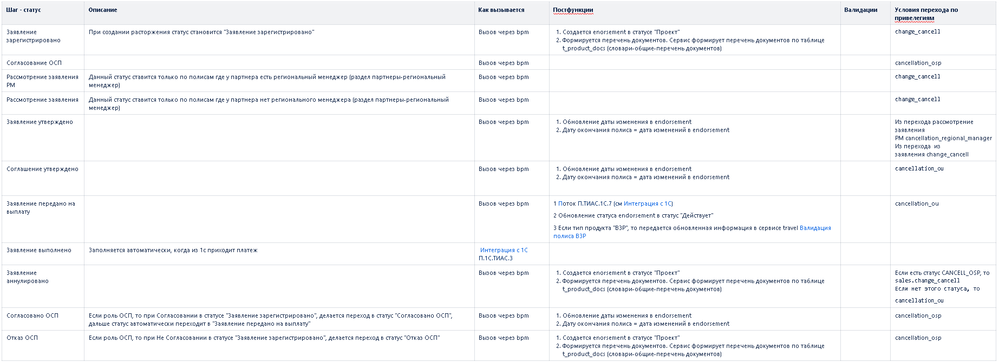 Шаг - статус
Описание
Как вызывается
Постфункции
Валидации
Условия перехода по
привелегиям
Заявление
зарегистрировано
При создании расторжения статус становится "Заявление зарегистрировано"
Вызов через bpm
1. Создается enorsement в статусе "Проект"
2. Формируется перечень документов. Сервис формирует перечень документов по таблице
t_product_docs (словари-общие-перечень документов)
change_cancell
Согласование ОСП
Вызов через bpm
cancellation_osp
Рассмотрение заявления
РМ
Данный статус ставится только по полисам где у партнера есть региональный менеджер (раздел партнеры-региональный
менеджер)
Вызов через bpm
change_cancell
Рассмотрение заявления
Данный статус ставится только по полисам где у партнера нет регионального менеджера (раздел партнеры-региональный
менеджер)
Вызов через bpm
change_cancell
Заявление утверждено
Вызов через bpm
1. Обновление даты изменения в endorsement
2. Дату окончания полиса = дата изменений в endorsement
Из перехода рассмотрение
заявления
РМ cancellation_regional_manager
Из перехода из
заявления change_cancell
Соглашение утверждено
Вызов через bpm
1. Обновление даты изменения в endorsement
2. Дату окончания полиса = дата изменений в endorsement
cancellation_ou
Заявление передано на
выплату
Вызов через bpm
1 Поток П.ТИАС.1С.7 (см Интеграция с 1С)
2 Обновление статуса endorsement в статус "Действует"
3 Если тип продукта "ВЗР", то передается обновленная информация в сервисе travel Валидация
полиса ВЗР
cancellation_ou
Заявление выполнено
Заполняется автоматически, когда из 1с приходит платеж
Интеграция с 1С
П.1С.ТИАС.3
Заявление
аннулировано
Вызов через bpm
1. Создается enorsement в статусе "Проект"
2. Формируется перечень документов. Сервис формирует перечень документов по таблице
t_product_docs (словари-общие-перечень документов)
Если есть статус CANCELL_OSP, то
sales.change_cancell
Если нет этого статуса, то
cancellation_ou
Согласовано ОСП
Если роль ОСП, то при Согласовании в статусе "Заявление зарегистрировано", делается переход в статус "Согласовано ОСП",
дальше статус автоматически переходит в "Заявление передано на выплату"
Вызов через bpm
1. Обновление даты изменения в endorsement
2. Дату окончания полиса = дата изменений в endorsement
cancellation_osp
Отказ ОСП
Если роль ОСП, то при Не Согласовании в статусе "Заявление зарегистрировано", делается переход в статус "Отказ ОСП"
Вызов через bpm
1. Создается enorsement в статусе "Проект"
2. Формируется перечень документов. Сервис формирует перечень документов по таблице
t_product_docs (словари-общие-перечень документов)
cancellation_osp